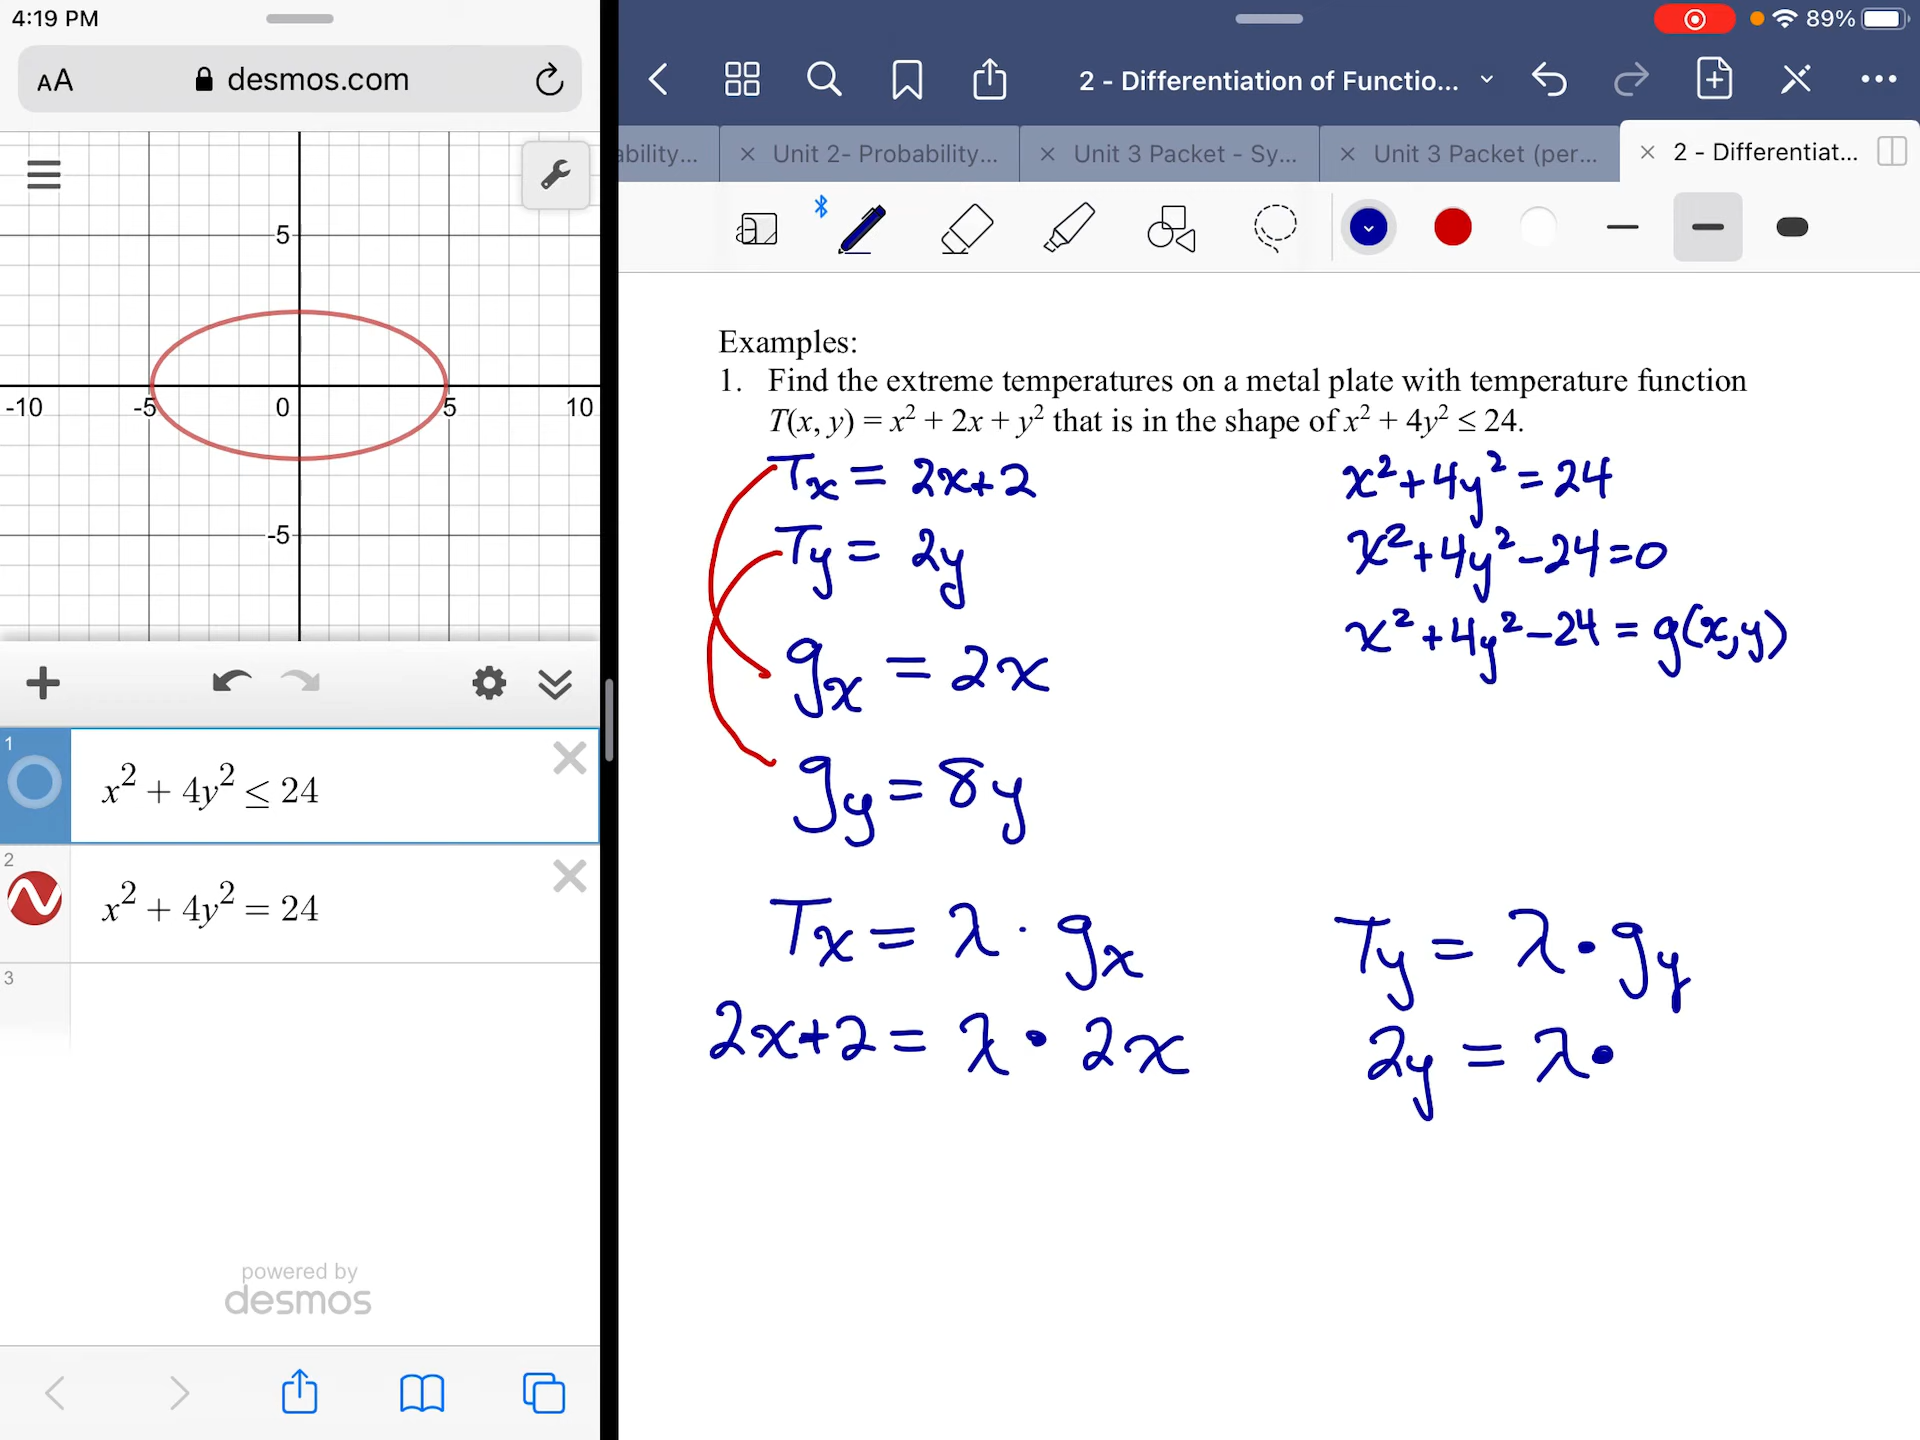 4:19 PM
AA desmos.com
5
-10 -5 0 5 10
-5
1
x² + 4y² ≤ 24
2
x² + 4y² = 24
3
powered by
desmos
89%
2 - Differentiation of Functio...
ability...
Unit 2- Probability...
Unit 3 Packet - Sy...
Unit 3 Packet (per...
2 - Differentiat...
Examples:
1. Find the extreme temperatures on a metal plate with temperature function
T(x, y) = x² + 2x + y² that is in the shape of x² + 4y² ≤ 24.
Tx = 2x+2
Ty = 2y
gx = 2x
gy = 8y
x²+4y² = 24
x²+4y²-24=0
x²+4y²-24 = g(x,y)
Tx = λ · gx
2x+2 = λ · 2x
Ty = λ · gy
2y = λ ·